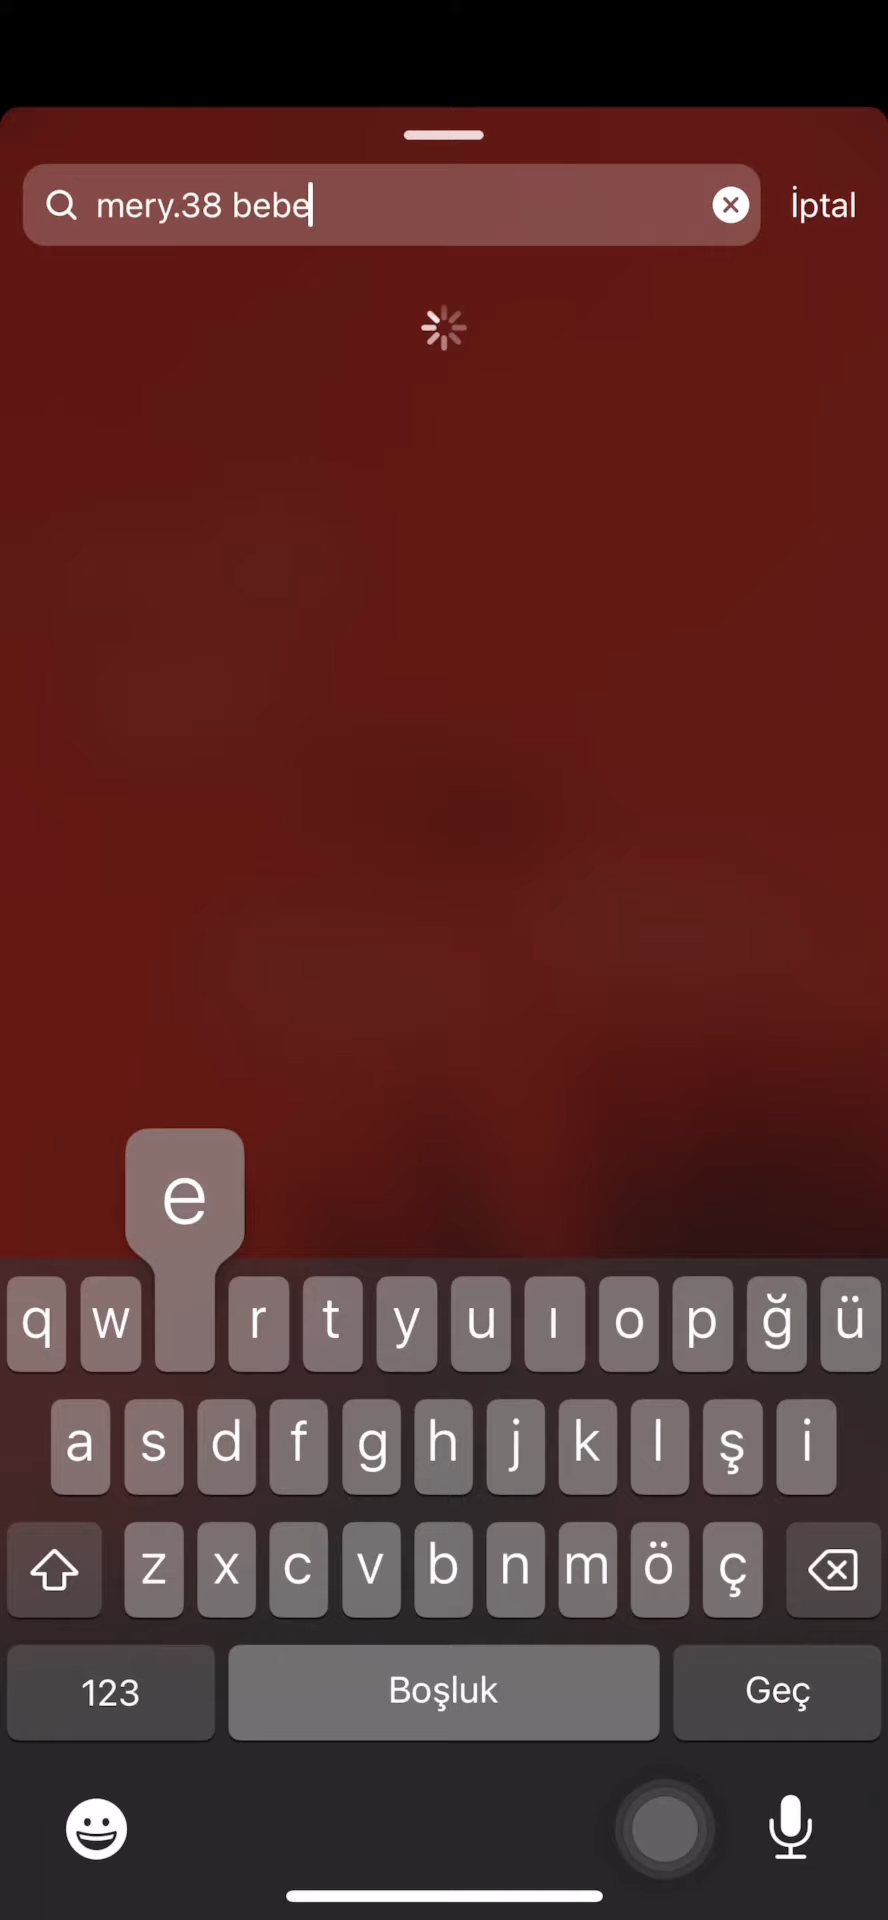 mery.38 bebe
İptal
e
q w r t y u ı o p ğ ü
a s d f g h j k l ş i
z x c v b n m ö ç
123 Boşluk Geç